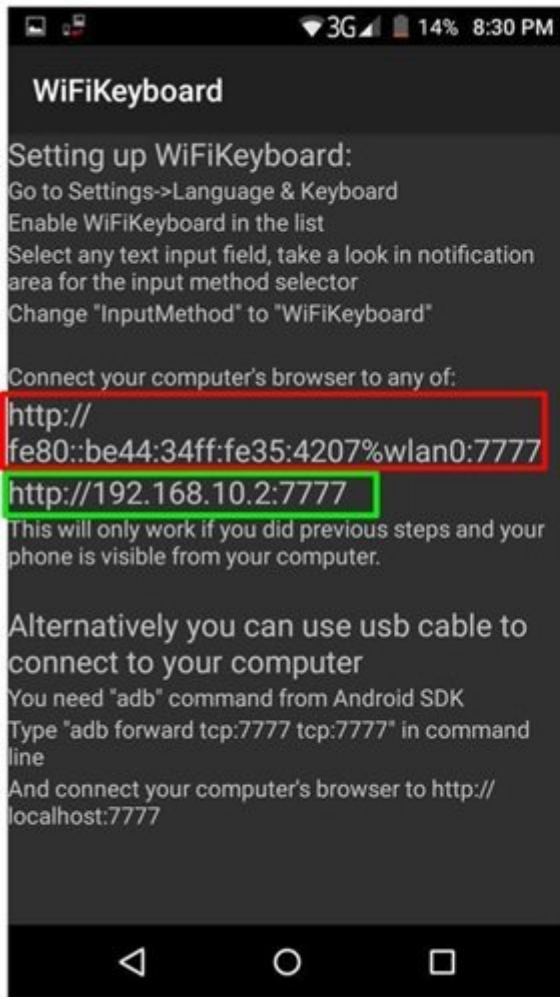 3G 14% 8:30 PM
WiFiKeyboard
Setting up WiFiKeyboard:
Go to Settings->Language & Keyboard
Enable WiFiKeyboard in the list
Select any text input field, take a look in notification
area for the input method selector
Change "InputMethod" to "WiFiKeyboard"
Connect your computer's browser to any of:
http://
fe80::be44:34ff:fe35:4207%wlan0:7777
http://192.168.10.2:7777
This will only work if you did previous steps and your
phone is visible from your computer.
Alternatively you can use usb cable to
connect to your computer
You need "adb" command from Android SDK
Type "adb forward tcp:7777 tcp:7777" in command
line
And connect your computer's browser to http://
localhost:7777